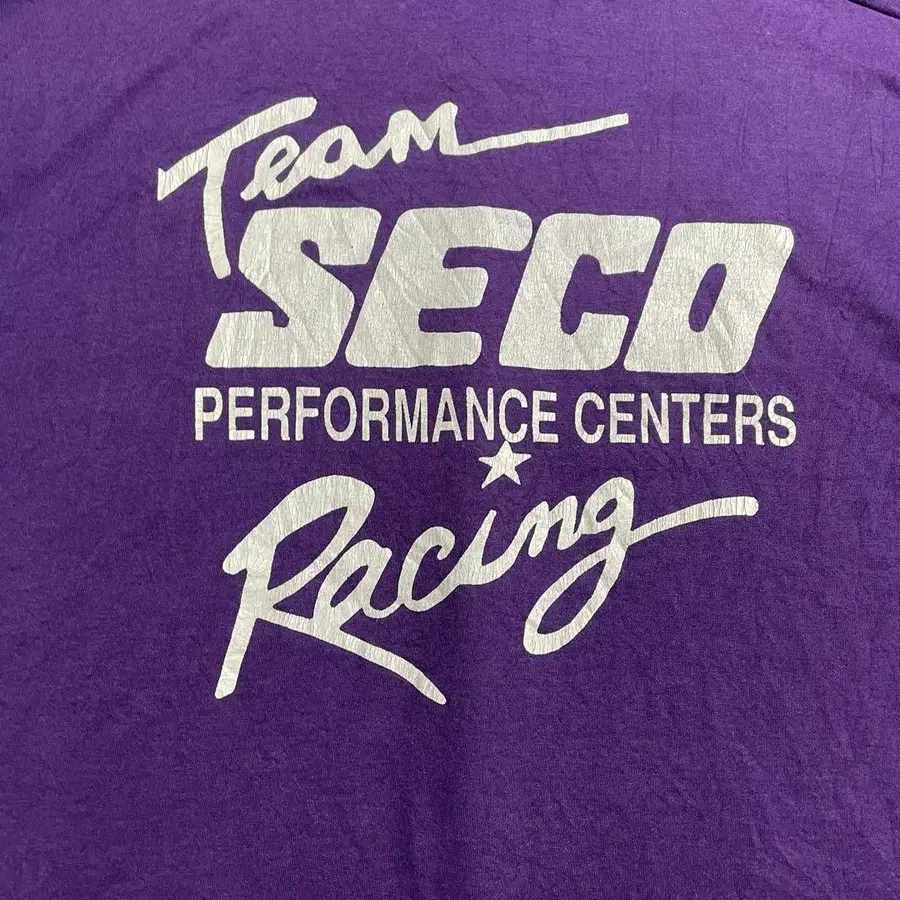 Team
SECO
PERFORMANCE CENTERS
Racing